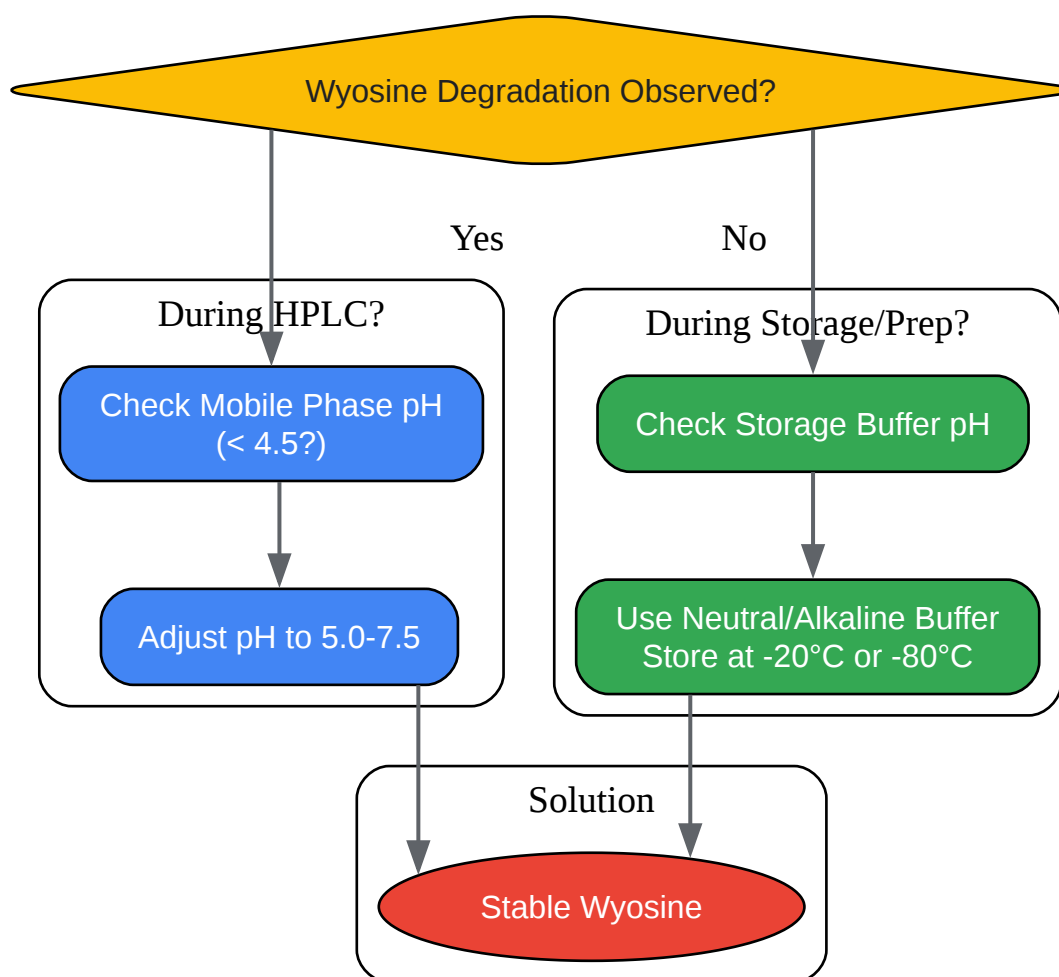 Wyosine Degradation Observed?
Yes
No
During HPLC?
During Storage/Prep?
Check Mobile Phase pH
(< 4.5?)
Check Storage Buffer pH
Adjust pH to 5.0-7.5
Use Neutral/Alkaline Buffer
Store at -20°C or -80°C
Solution
Stable Wyosine